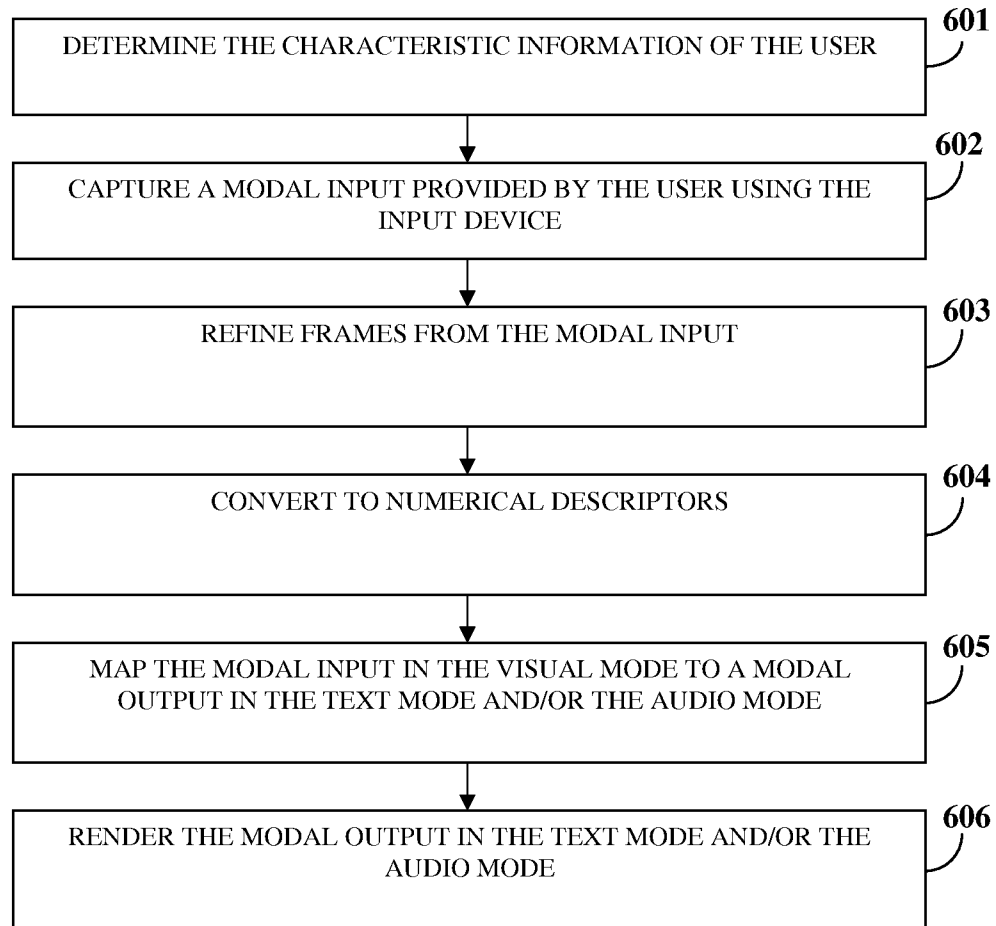 601
DETERMINE THE CHARACTERISTIC INFORMATION OF THE USER
602
CAPTURE A MODAL INPUT PROVIDED BY THE USER USING THE
INPUT DEVICE
603
REFINE FRAMES FROM THE MODAL INPUT
604
CONVERT TO NUMERICAL DESCRIPTORS
605
MAP THE MODAL INPUT IN THE VISUAL MODE TO A MODAL
OUTPUT IN THE TEXT MODE AND/OR THE AUDIO MODE
606
RENDER THE MODAL OUTPUT IN THE TEXT MODE AND/OR THE
AUDIO MODE